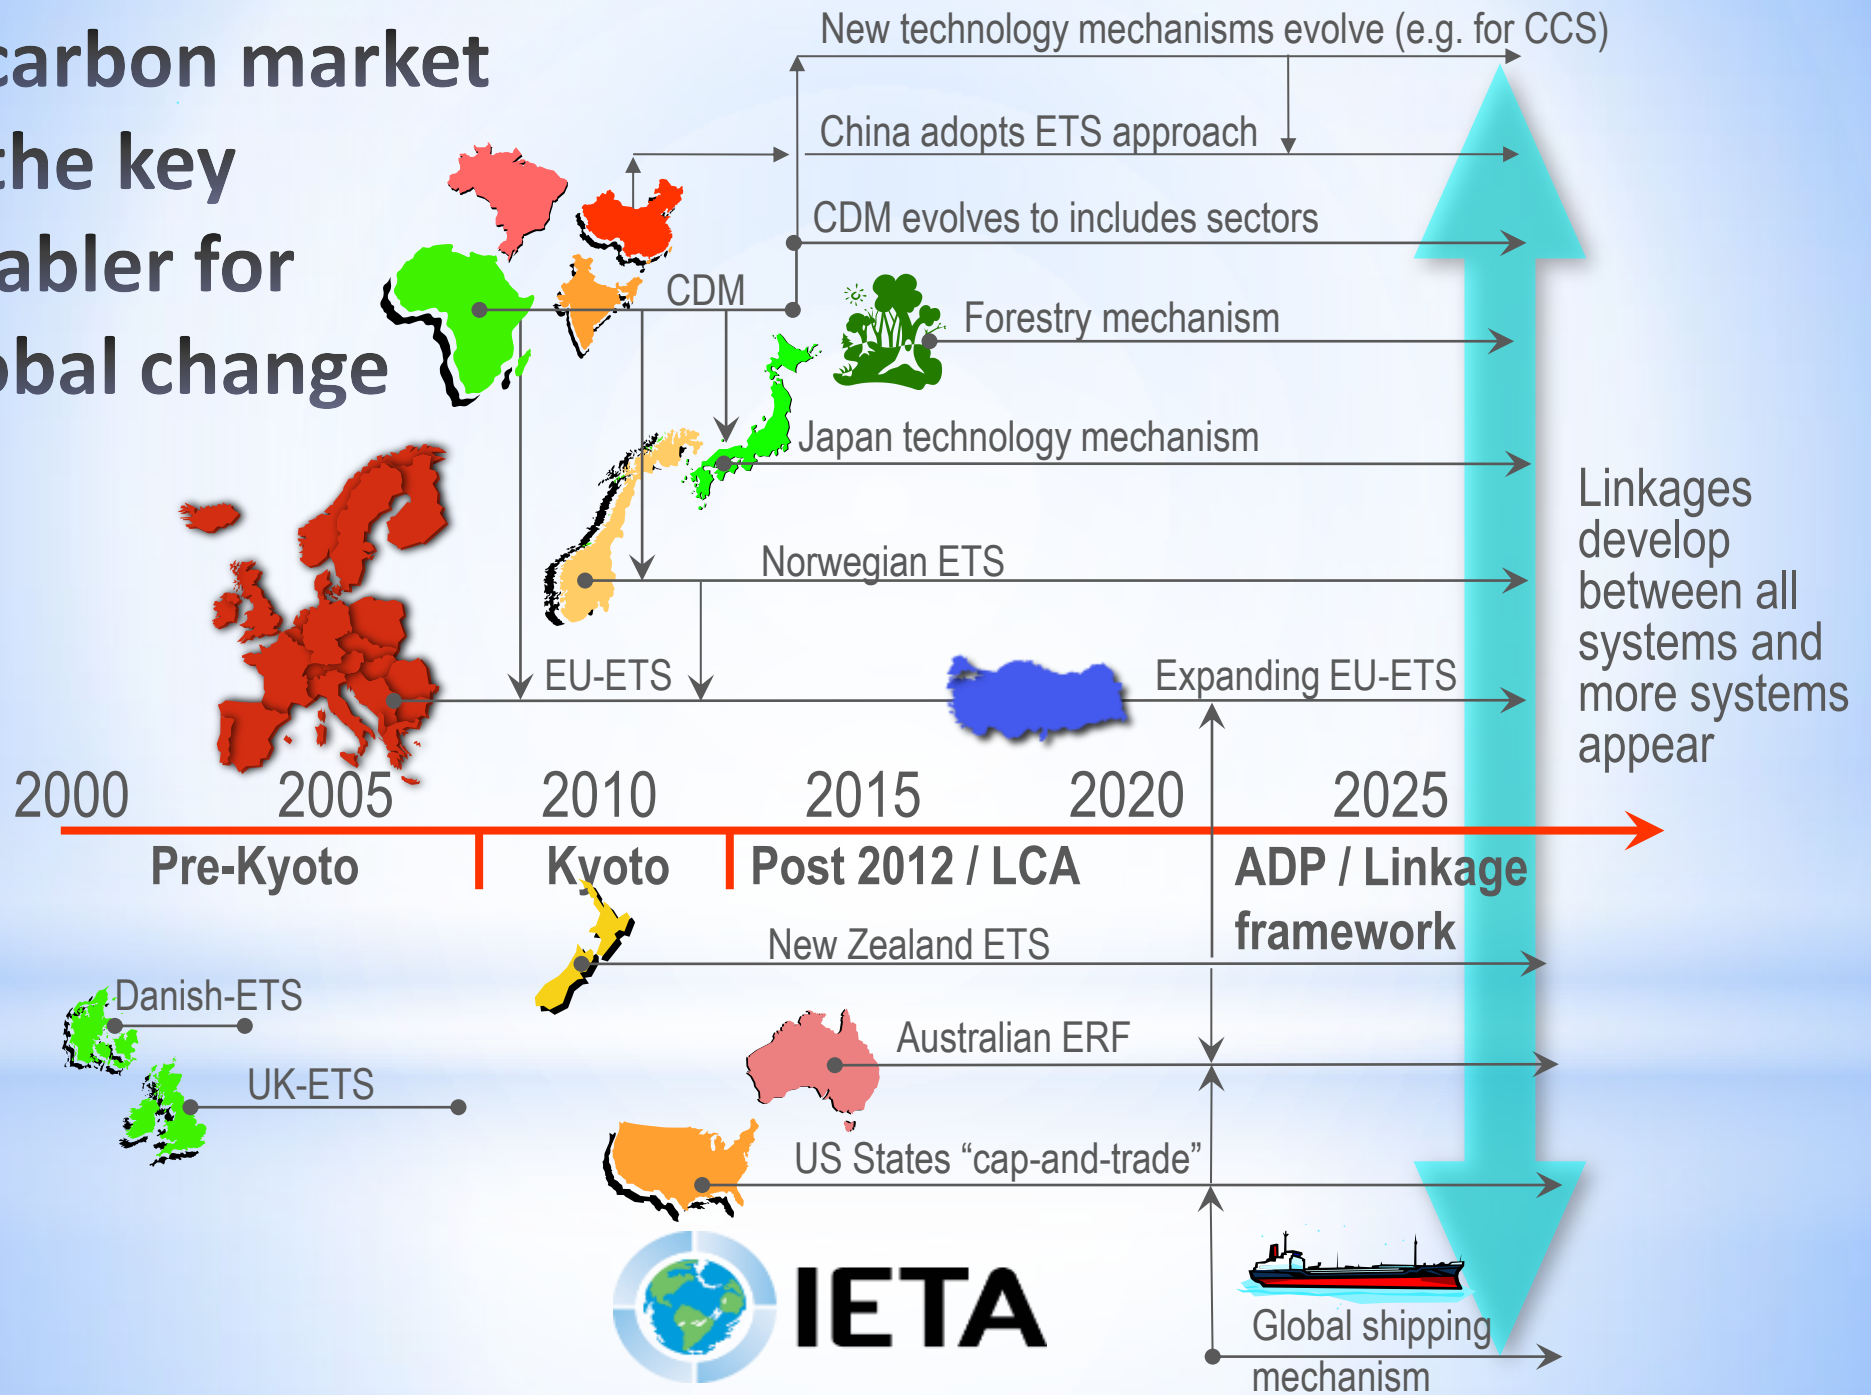 carbon market
the key
abler for
obal change
New technology mechanisms evolve (e.g. for CCS)
China adopts ETS approach
CDM evolves to includes sectors
CDM
Forestry mechanism
Japan technology mechanism
Norwegian ETS
EU-ETS
Expanding EU-ETS
Linkages
develop
between all
systems and
more systems
appear
2000 2005 2010 2015 2020 2025
Pre-Kyoto Kyoto Post 2012 / LCA ADP / Linkage
framework
New Zealand ETS
Danish-ETS
Australian ERF
UK-ETS
US States “cap-and-trade”
IETA
Global shipping
mechanism